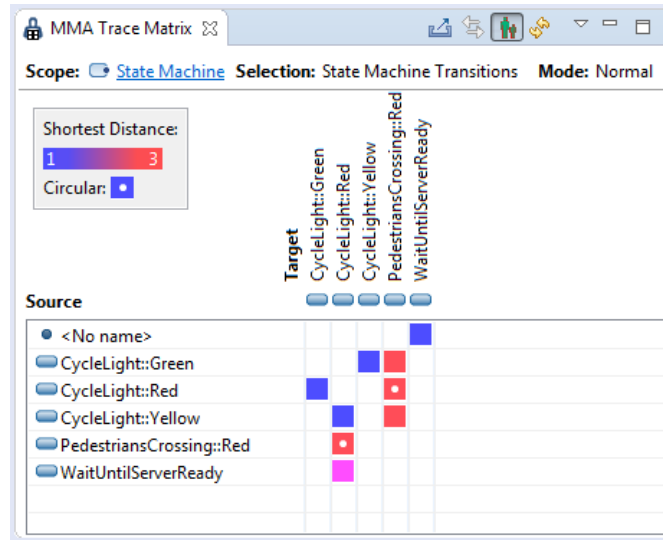 MMA Trace Matrix
Scope: State Machine Selection: State Machine Transitions Mode: Normal
Shortest Distance:
1 3
Circular:
Target
CycleLight::Green
CycleLight::Red
CycleLight::Yellow
PedestriansCrossing::Red
WaitUntilServerReady
Source
<No name>
CycleLight::Green
CycleLight::Red
CycleLight::Yellow
PedestriansCrossing::Red
WaitUntilServerReady